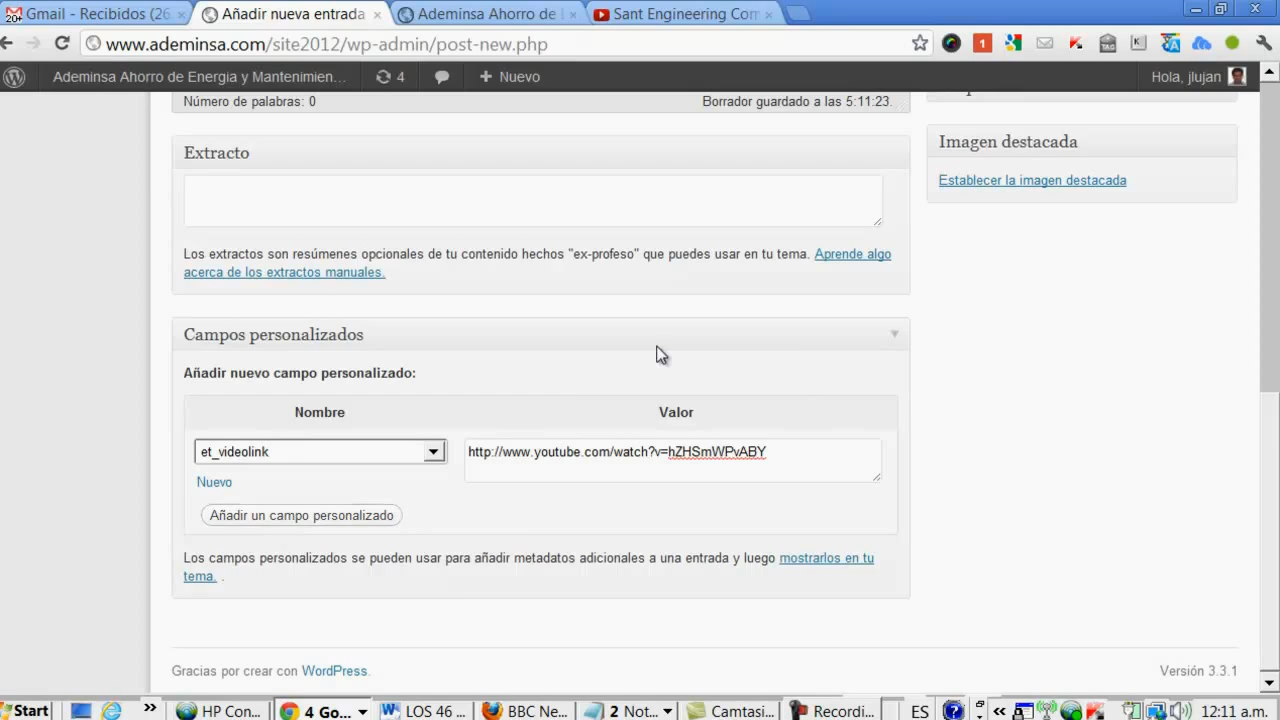 Gmail - Recibidos (26
20+
Añadir nueva entrada
Ademinsa Ahorro de
Sant Engineering Com
www.ademinsa.com/site2012/wp-admin/post-new.php
1
TAG
K
Ademinsa Ahorro de Energia y Mantenimien...
4
Nuevo
Hola, jlujan
Número de palabras: 0
Borrador guardado a las 5:11:23.
Extracto
Imagen destacada
Establecer la imagen destacada
Los extractos son resúmenes opcionales de tu contenido hechos "ex-profeso" que puedes usar en tu tema. Aprende algo
acerca de los extractos manuales.
Campos personalizados
Añadir nuevo campo personalizado:
Nombre
Valor
et_videolink
http://www.youtube.com/watch?v=hZHSmWPvABY
Nuevo
Añadir un campo personalizado
Los campos personalizados se pueden usar para añadir metadatos adicionales a una entrada y luego mostrarlos en tu
tema. .
Gracias por crear con WordPress.
Versión 3.3.1
Start
HP Con...
4 Go...
LOS 46 ...
BBC Ne...
2 Not...
Camtasi...
Recordi...
ES
12:11 a.m.